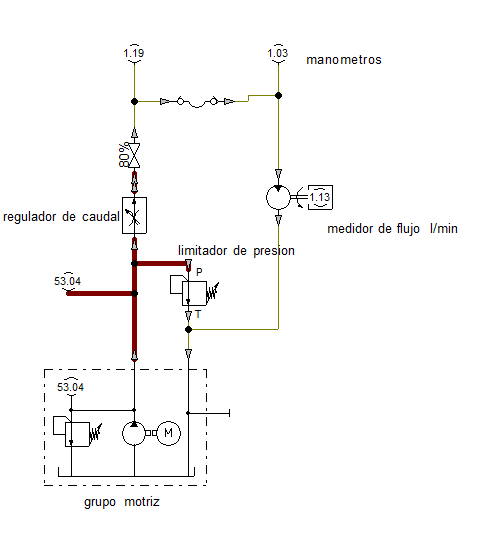 1.19
1.03
manometros
80%
1.13
regulador de caudal
medidor de flujo l/min
limitador de presion
P
53.04
T
53.04
M
grupo motriz